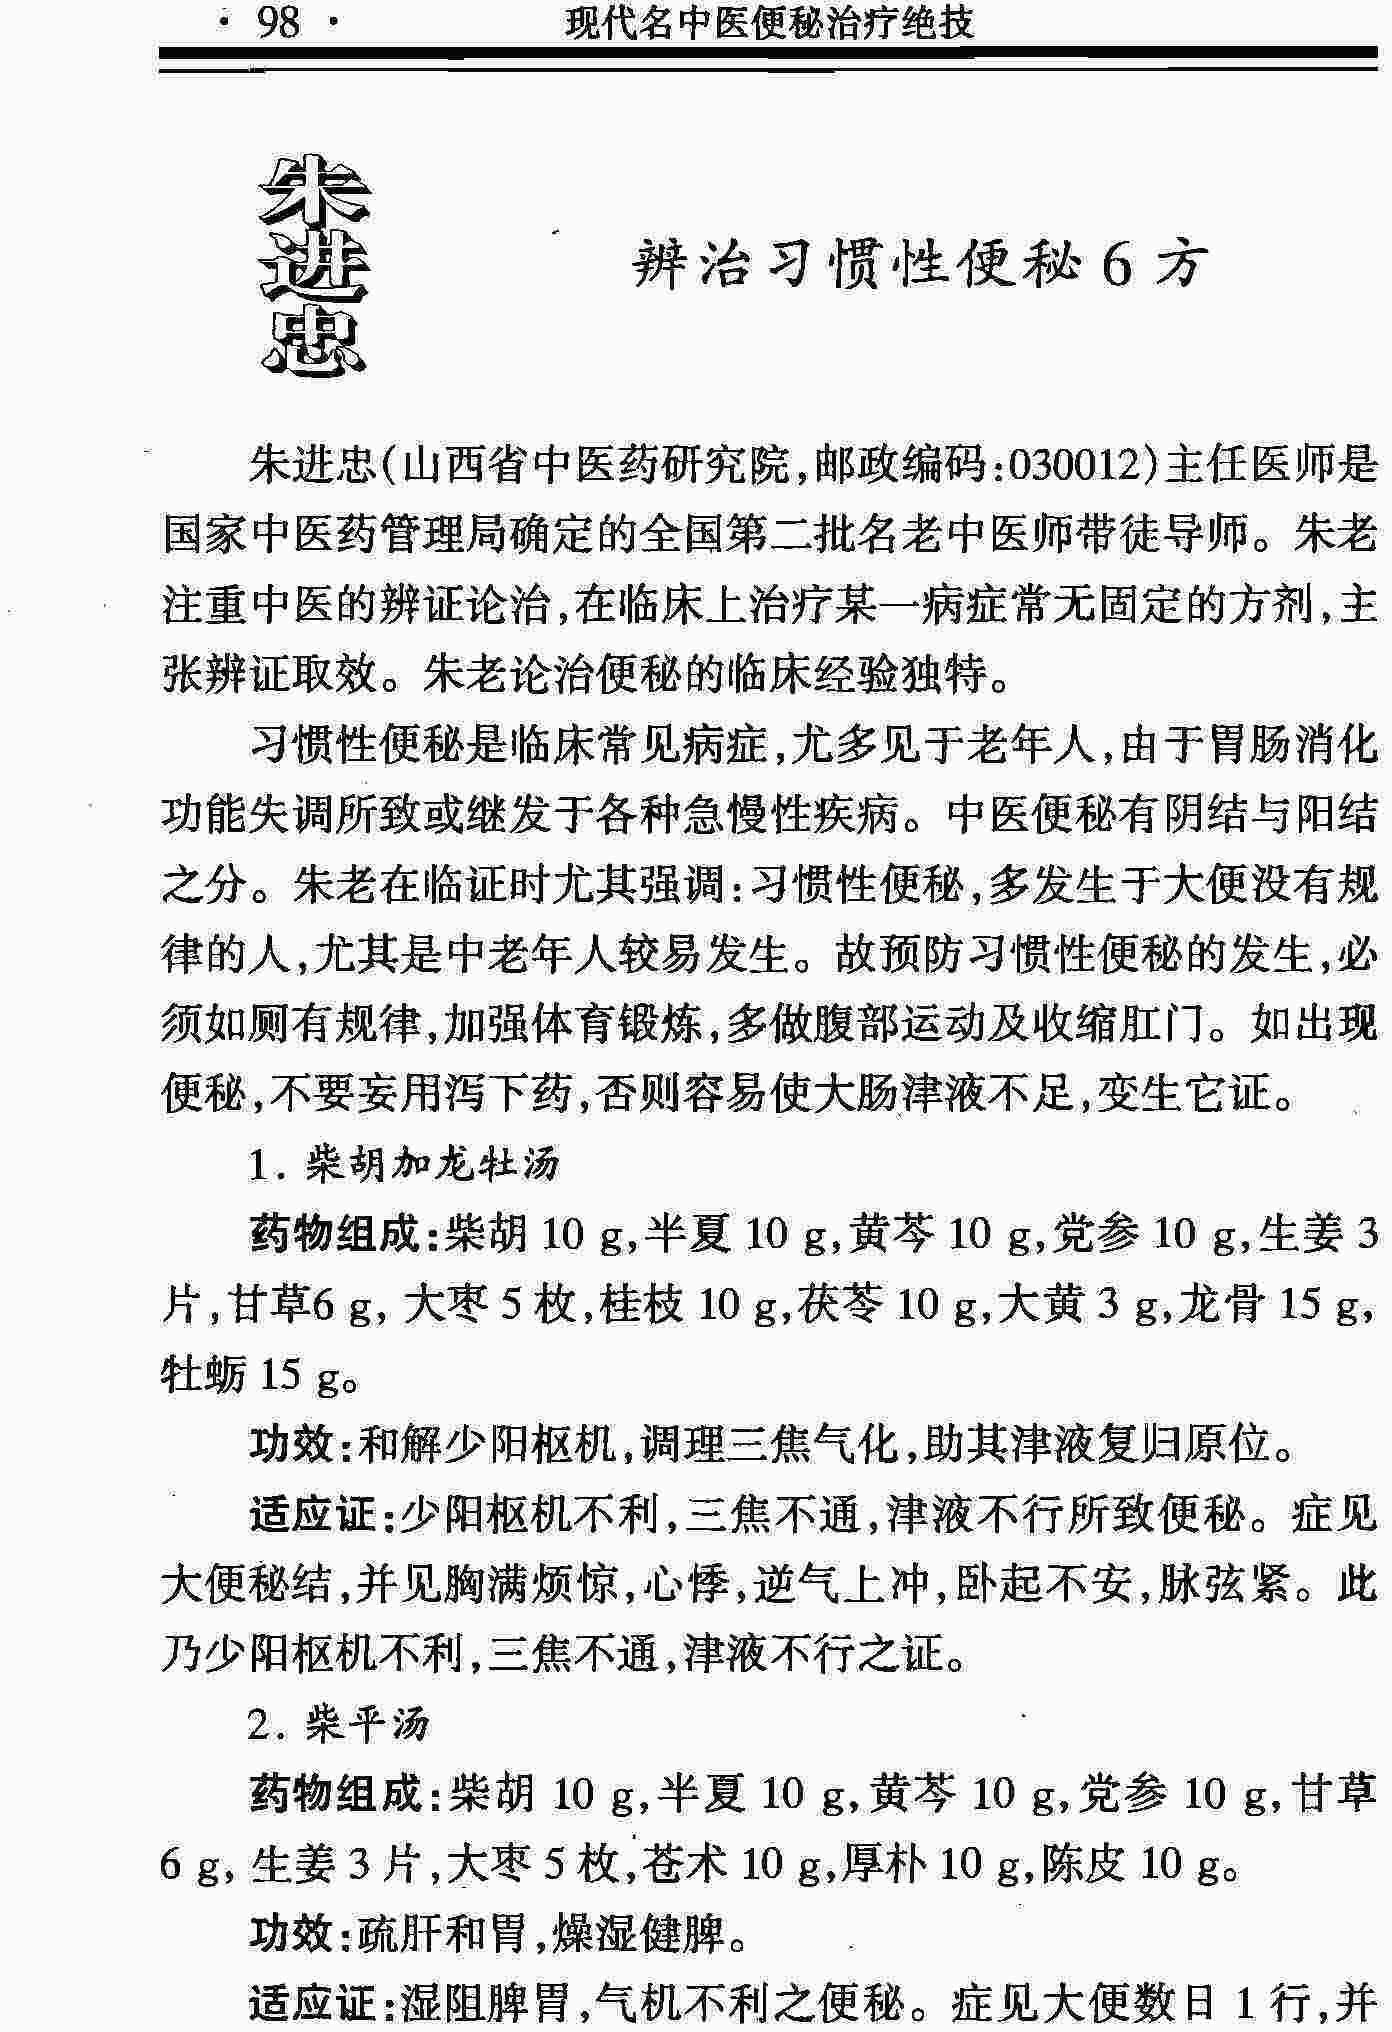 · 98 · 现代名中医便秘治疗绝技
朱进忠
辨治习惯性便秘 6 方
朱进忠(山西省中医药研究院,邮政编码:030012)主任医师是
国家中医药管理局确定的全国第二批名老中医师带徒导师。朱老
注重中医的辨证论治,在临床上治疗某一病症常无固定的方剂,主
张辨证取效。朱老论治便秘的临床经验独特。
习惯性便秘是临床常见病症,尤多见于老年人,由于胃肠消化
功能失调所致或继发于各种急慢性疾病。中医便秘有阴结与阳结
之分。朱老在临证时尤其强调:习惯性便秘,多发生于大便没有规
律的人,尤其是中老年人较易发生。故预防习惯性便秘的发生,必
须如厕有规律,加强体育锻炼,多做腹部运动及收缩肛门。如出现
便秘,不要妄用泻下药,否则容易使大肠津液不足,变生它证。
1. 柴胡加龙牡汤
药物组成:柴胡 10 g,半夏 10 g,黄芩 10 g,党参 10 g,生姜 3
片,甘草6 g, 大枣 5 枚,桂枝 10 g,茯苓 10 g,大黄 3 g,龙骨 15 g,
牡蛎 15 g。
功效:和解少阳枢机,调理三焦气化,助其津液复归原位。
适应证:少阳枢机不利,三焦不通,津液不行所致便秘。症见
大便秘结,并见胸满烦惊,心悸,逆气上冲,卧起不安,脉弦紧。此
乃少阳枢机不利,三焦不通,津液不行之证。
2. 柴平汤
药物组成:柴胡 10 g,半夏 10 g,黄芩 10 g,党参 10 g,甘草
6 g, 生姜 3 片,大枣 5 枚,苍术 10 g,厚朴 10 g,陈皮 10 g。
功效:疏肝和胃,燥湿健脾。
适应证:湿阻脾胃,气机不利之便秘。症见大便数日 1 行,并